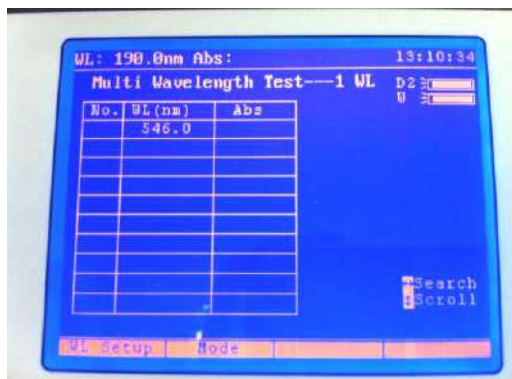 WL: 190.0nm Abs: 13:10:34
Multi Wavelength Test---1 WL D2
W
No. WL(nm) Abs
546.0
Search
Scroll
WL Setup Mode